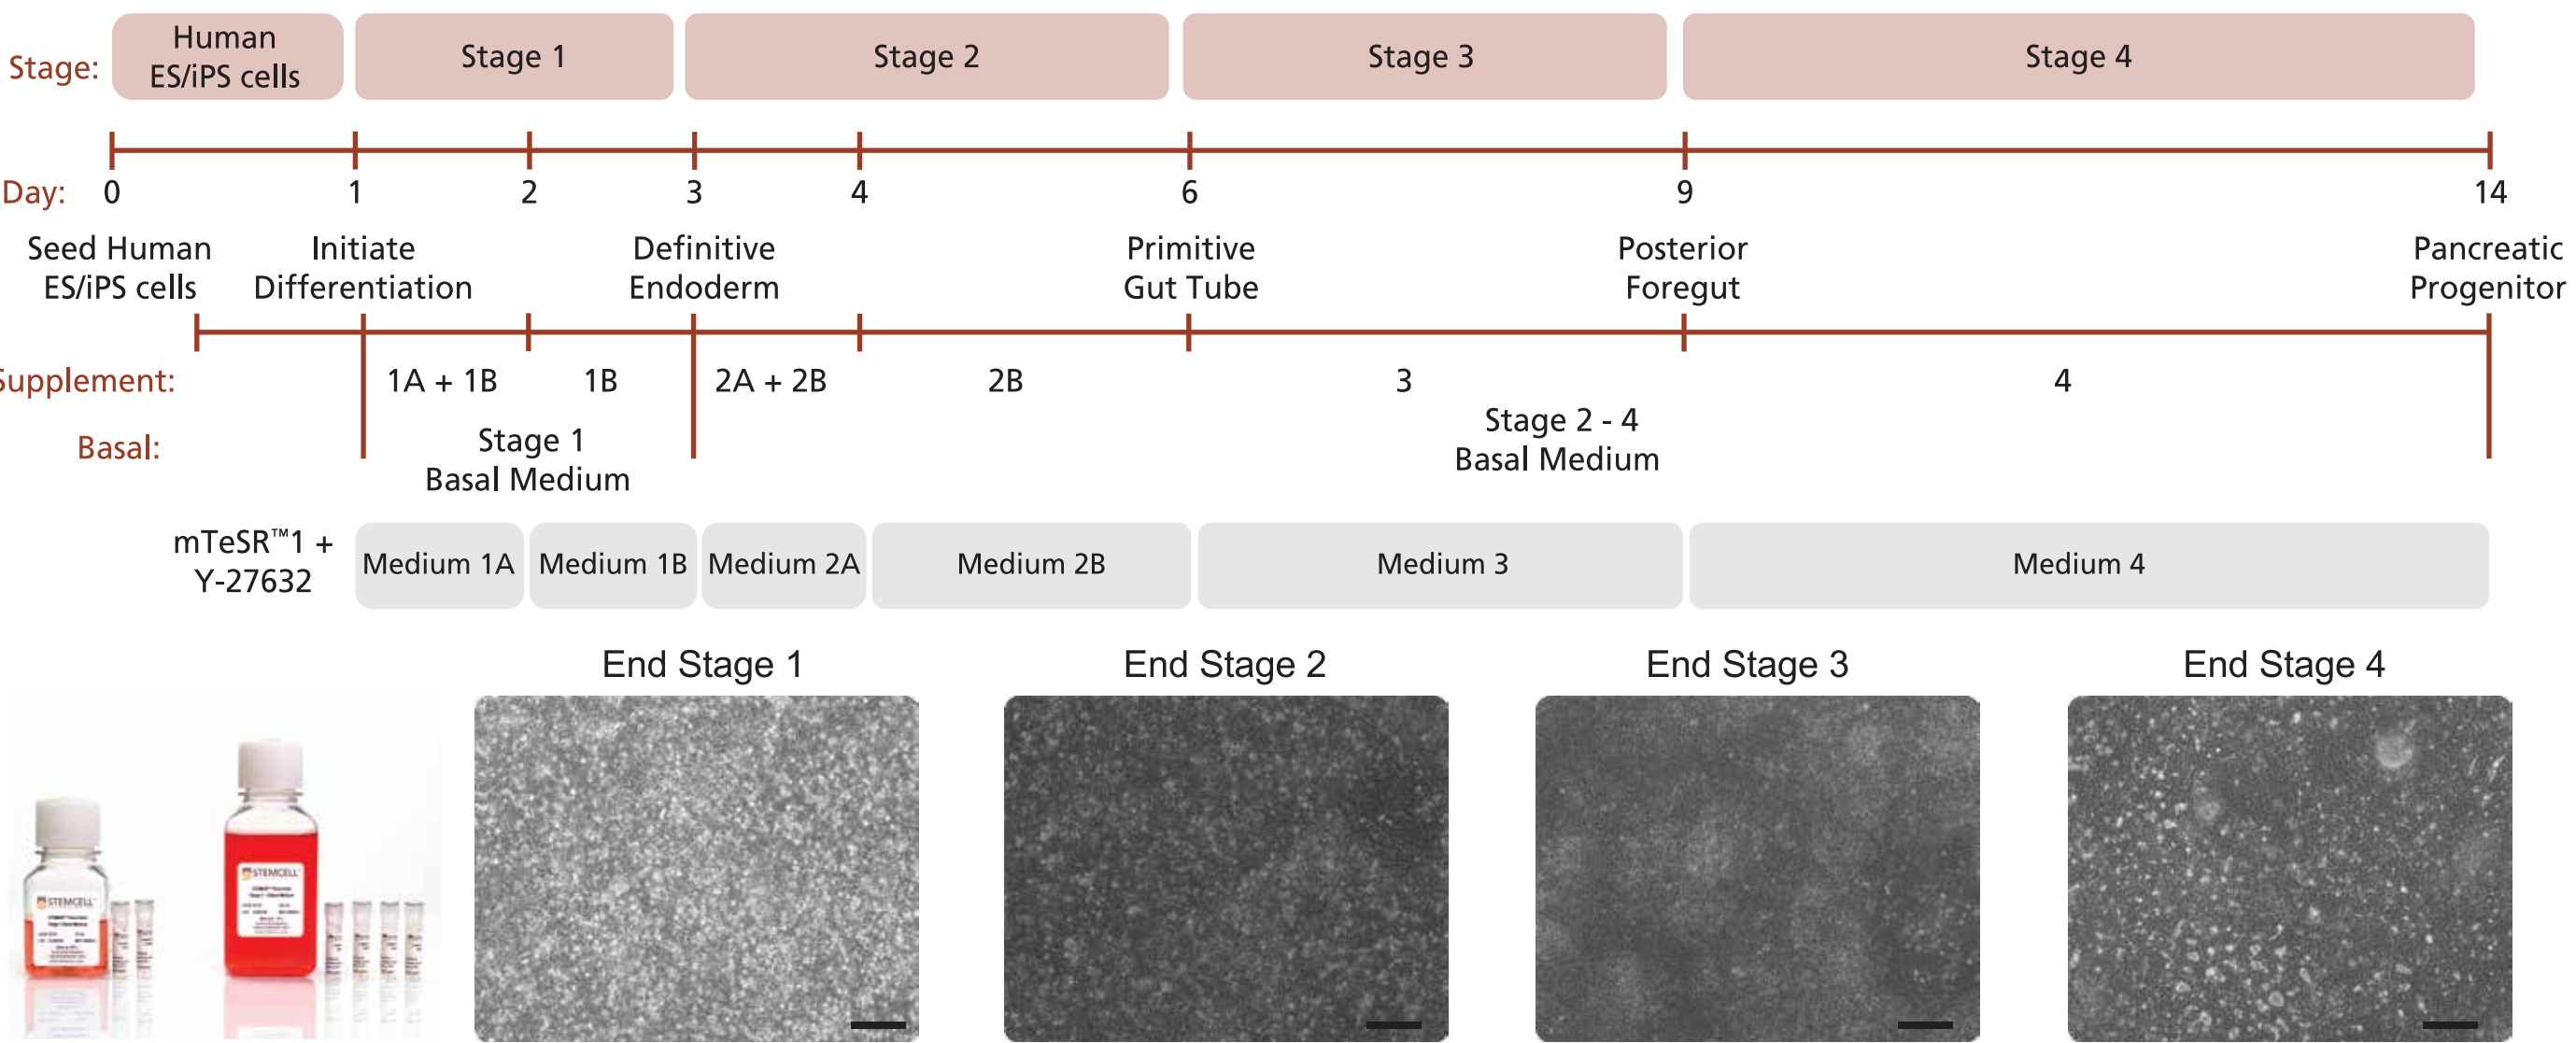 Human
ES/iPS cells
Stage 1
Stage 2
Stage 3
Stage 4
Stage:
Day:
0
1
2
3
4
6
9
14
Seed Human
ES/iPS cells
Initiate
Differentiation
Definitive
Endoderm
Primitive
Gut Tube
Posterior
Foregut
Pancreatic
Progenitor
Supplement:
1A + 1B
1B
2A + 2B
2B
3
4
Basal:
Stage 1
Basal Medium
Stage 2 - 4
Basal Medium
mTeSR™1 +
Y-27632
Medium 1A
Medium 1B
Medium 2A
Medium 2B
Medium 3
Medium 4
End Stage 1
End Stage 2
End Stage 3
End Stage 4
STEMCELL
STEMCELL